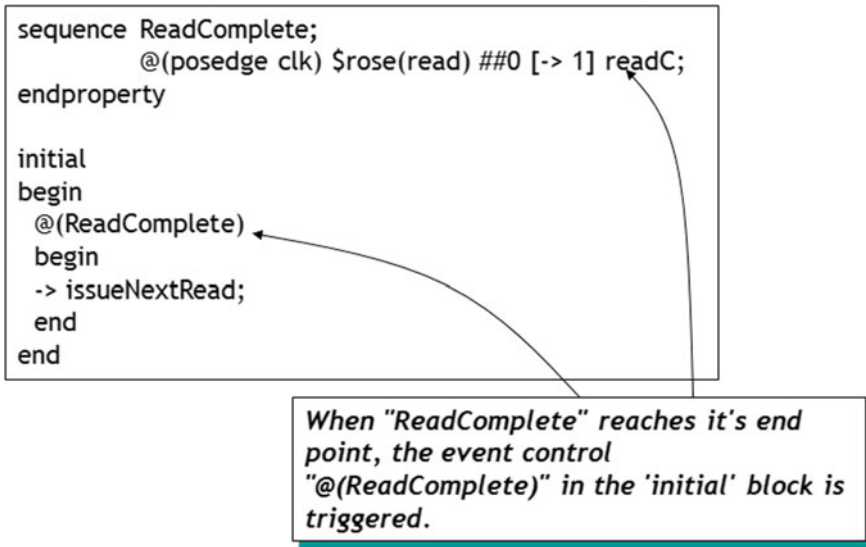 sequence ReadComplete;
@(posedge clk) $rose(read) ##0 [-> 1] readC;
endproperty
initial
begin
@(ReadComplete)
begin
-> issueNextRead;
end
end
When "ReadComplete" reaches it's end
point, the event control
"@(ReadComplete)" in the 'initial' block is
triggered.